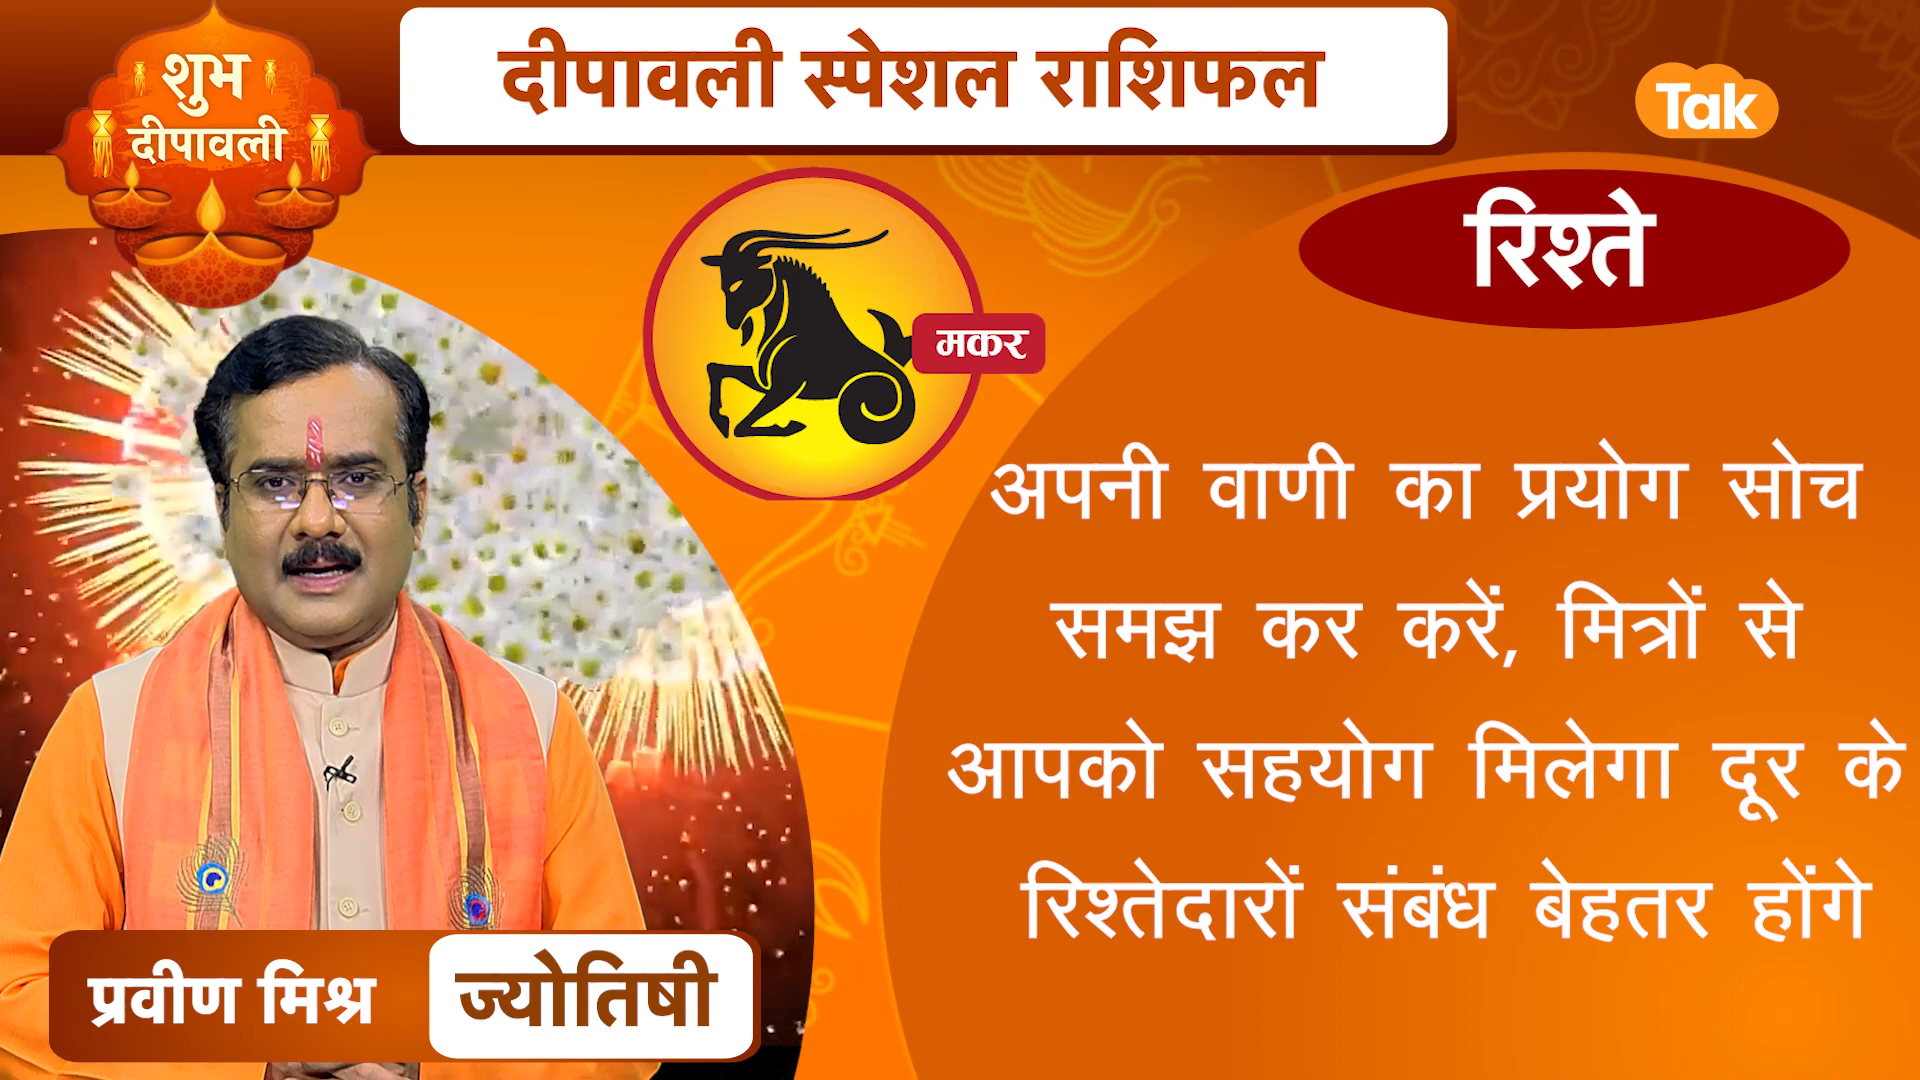 शुभ
दीपावली
दीपावली स्पेशल राशिफल
Tak
रिश्ते
मकर
अपनी वाणी का प्रयोग सोच
समझ कर करें, मित्रों से
आपको सहयोग मिलेगा दूर के
रिश्तेदारों संबंध बेहतर होंगे
प्रवीण मिश्र
ज्योतिषी